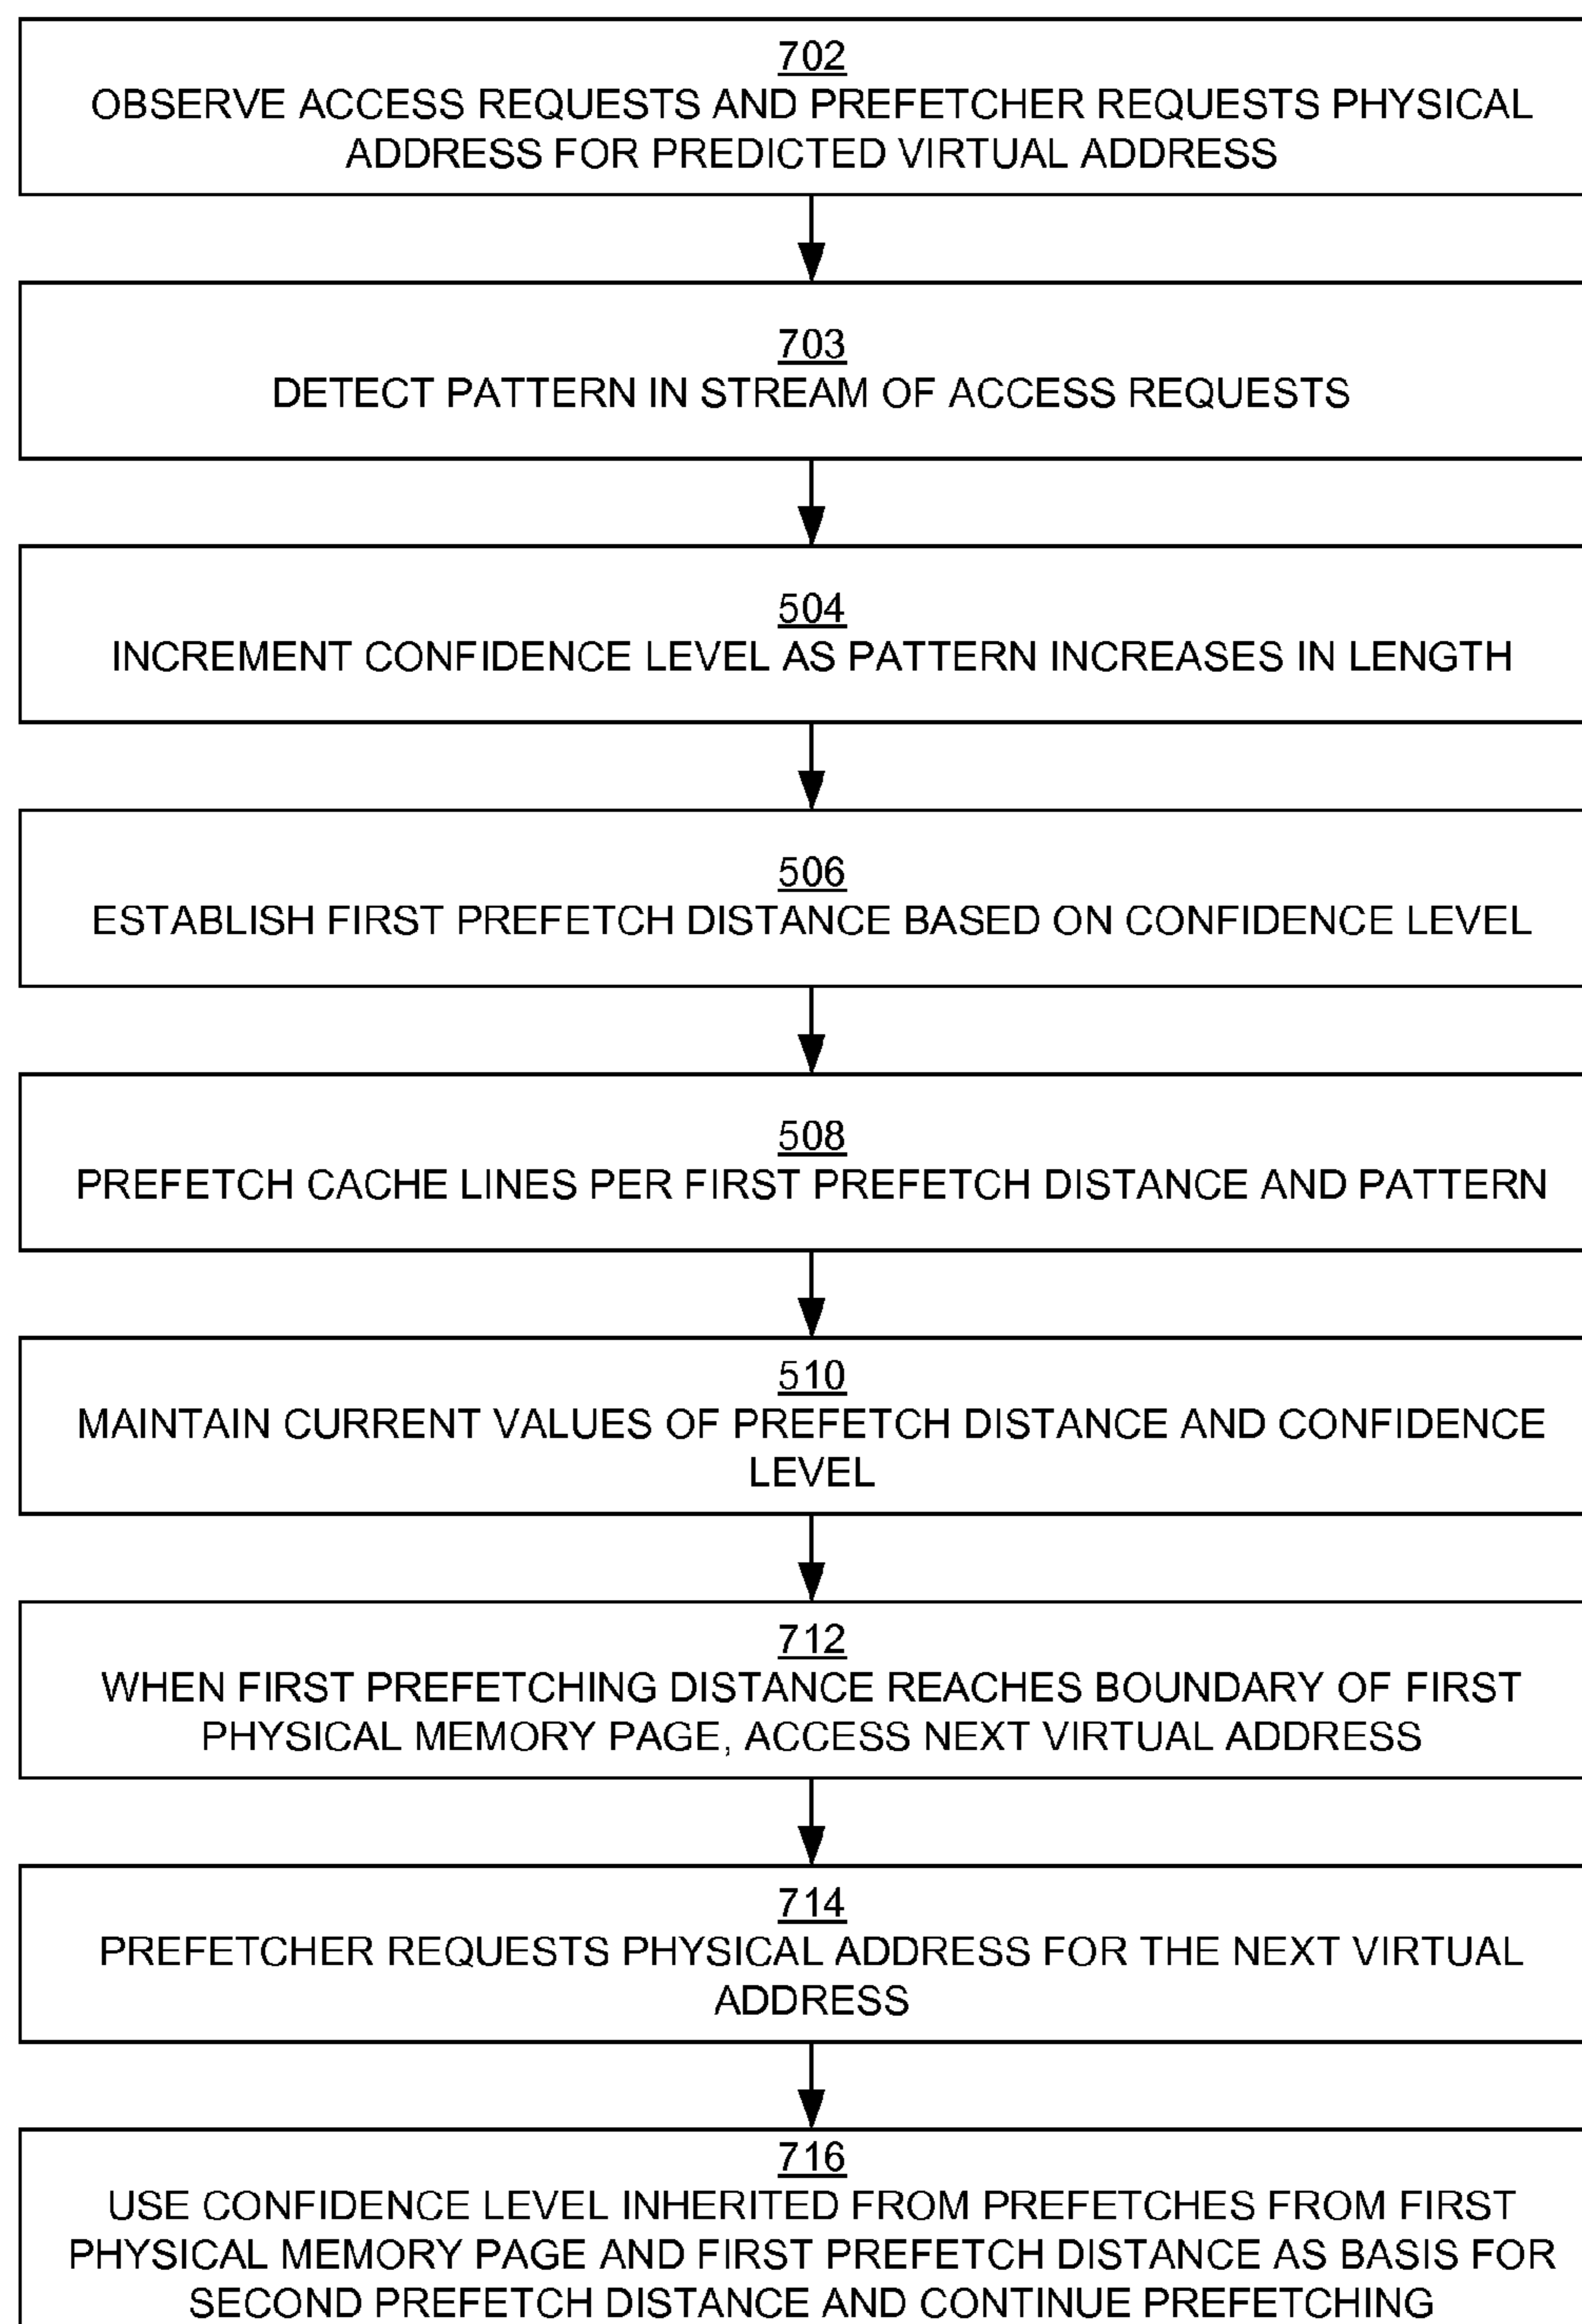 702
OBSERVE ACCESS REQUESTS AND PREFETCHER REQUESTS PHYSICAL
ADDRESS FOR PREDICTED VIRTUAL ADDRESS
703
DETECT PATTERN IN STREAM OF ACCESS REQUESTS
504
INCREMENT CONFIDENCE LEVEL AS PATTERN INCREASES IN LENGTH
506
ESTABLISH FIRST PREFETCH DISTANCE BASED ON CONFIDENCE LEVEL
508
PREFETCH CACHE LINES PER FIRST PREFETCH DISTANCE AND PATTERN
510
MAINTAIN CURRENT VALUES OF PREFETCH DISTANCE AND CONFIDENCE
LEVEL
712
WHEN FIRST PREFETCHING DISTANCE REACHES BOUNDARY OF FIRST
PHYSICAL MEMORY PAGE, ACCESS NEXT VIRTUAL ADDRESS
714
PREFETCHER REQUESTS PHYSICAL ADDRESS FOR THE NEXT VIRTUAL
ADDRESS
716
USE CONFIDENCE LEVEL INHERITED FROM PREFETCHES FROM FIRST
PHYSICAL MEMORY PAGE AND FIRST PREFETCH DISTANCE AS BASIS FOR
SECOND PREFETCH DISTANCE AND CONTINUE PREFETCHING